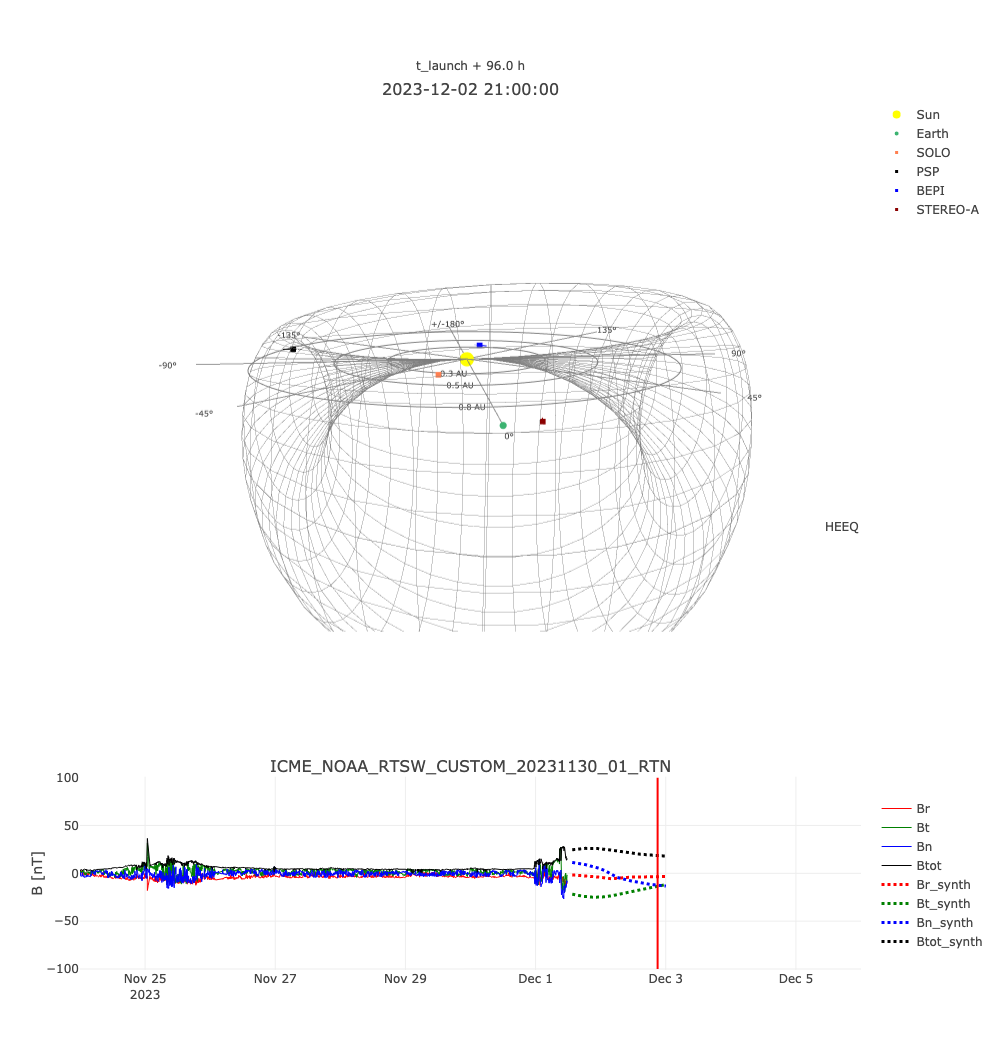 t_launch + 96.0 h
2023-12-02 21:00:00
Sun
Earth
SOLO
PSP
BEPI
STEREO-A
+/-180°
-135°
135°
-90°
90°
0.3 AU
0.5 AU
45°
-45°
0.8 AU
0°
HEEQ
ICME_NOAA_RTSW_CUSTOM_20231130_01_RTN
100
50
0
−50
−100
B [nT]
Nov 25
2023
Nov 27
Nov 29
Dec 1
Dec 3
Dec 5
Br
Bt
Bn
Btot
Br_synth
Bt_synth
Bn_synth
Btot_synth